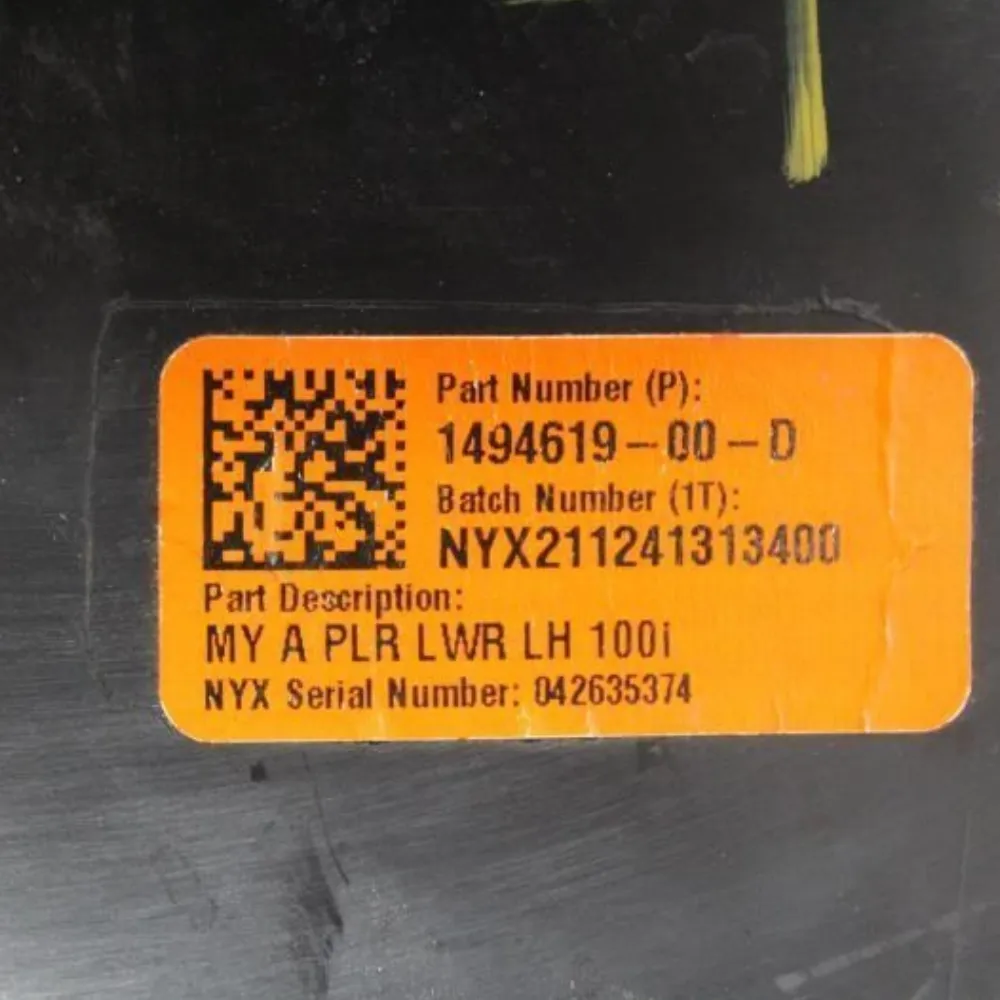 Part Number (P):
1494619-00-D
Batch Number (1T):
NYX211241313400
Part Description:
MY A PLR LWR LH 100i
NYX Serial Number: 042635374